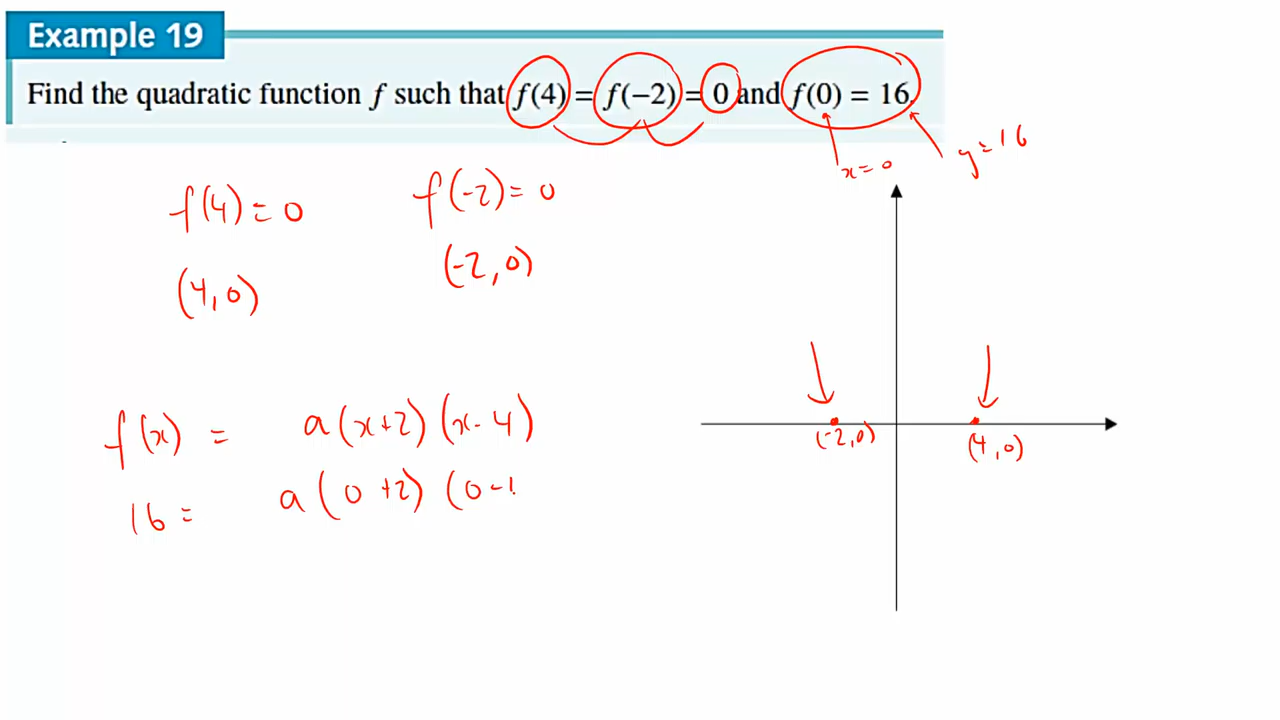 Example 19
Find the quadratic function f such that f(4) = f(−2) = 0 and f(0) = 16.
x=0
y=16
f(4)=0
f(-2)=0
(4,0)
(-2,0)
(-2,0)
(4,0)
f(x) = a(x+2)(x-4)
16 = a(0+2)(0-